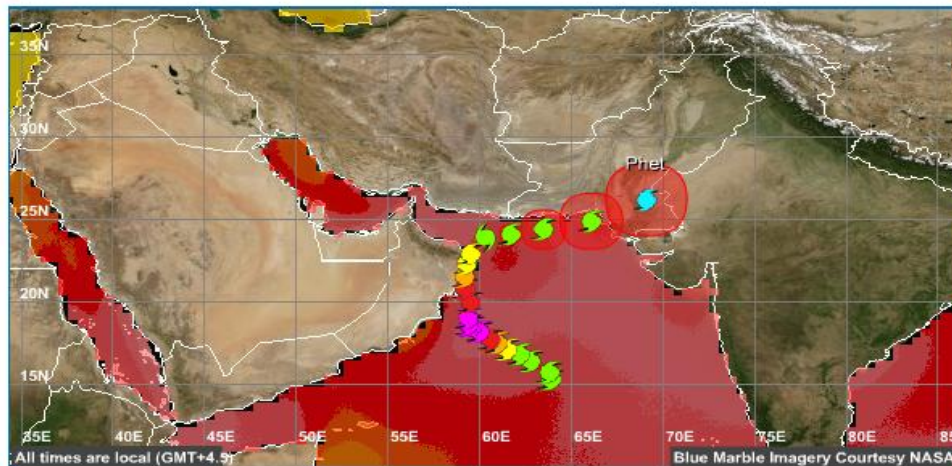 35N
30N
Phet
25N
20N
15N
35E 40E 45E 50E 55E 60E 65E 70E 75E 80E 85
All times are local (GMT+4.5)
Blue Marble Imagery Courtesy NASA